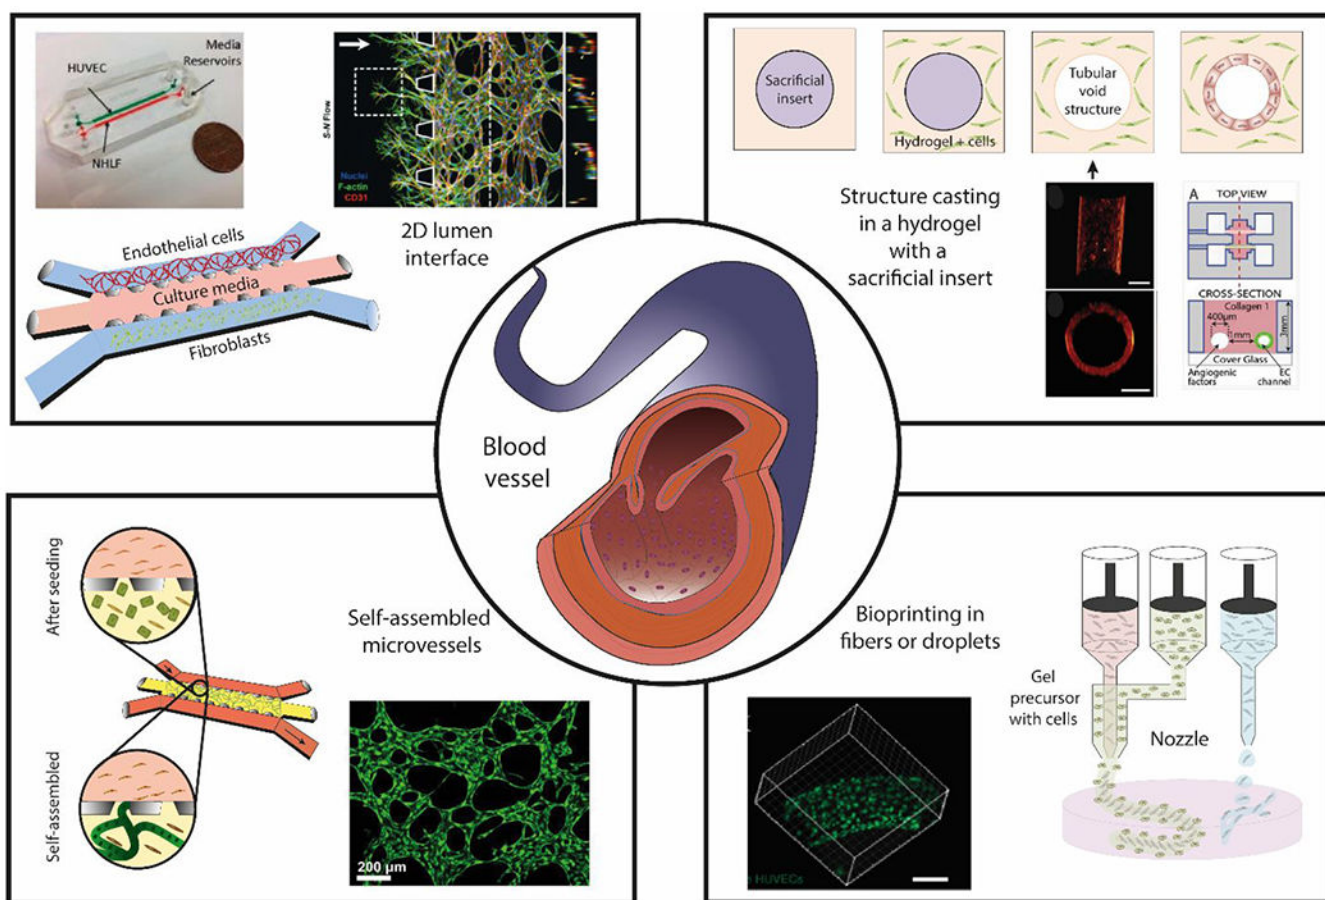 HUVEC
Media
Reservoirs
NHLF
S-N Flow
Nuclei
F-actin
CD31
2D lumen
interface
Endothelial cells
Culture media
Fibroblasts
Sacrificial
insert
Hydrogel + cells
Tubular
void
structure
Structure casting
in a hydrogel
with a
sacrificial insert
A
TOP VIEW
CROSS-SECTION
Collagen 1
400μm
1mm
3mm
Cover Glass
Angiogenic
factors
EC
channel
Blood
vessel
After seeding
Self-assembled
Self-assembled
microvessels
200 μm
Bioprinting in
fibers or droplets
HUVECs
Gel
precursor
with cells
Nozzle